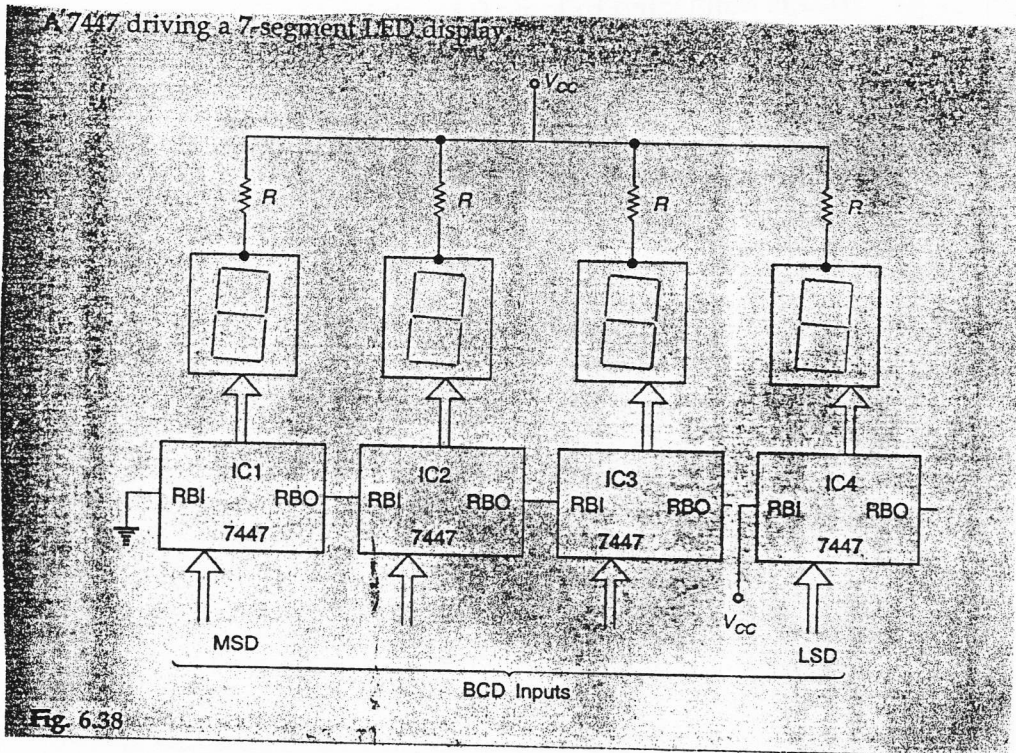 A 7447 driving a 7-segment LED display.
VCC
R R R R
IC1 IC2 IC3 IC4
RBI RBO RBI RBO RBI RBO RBI RBO
7447 7447 7447 7447
VCC
MSD LSD
BCD Inputs
Fig. 6.38